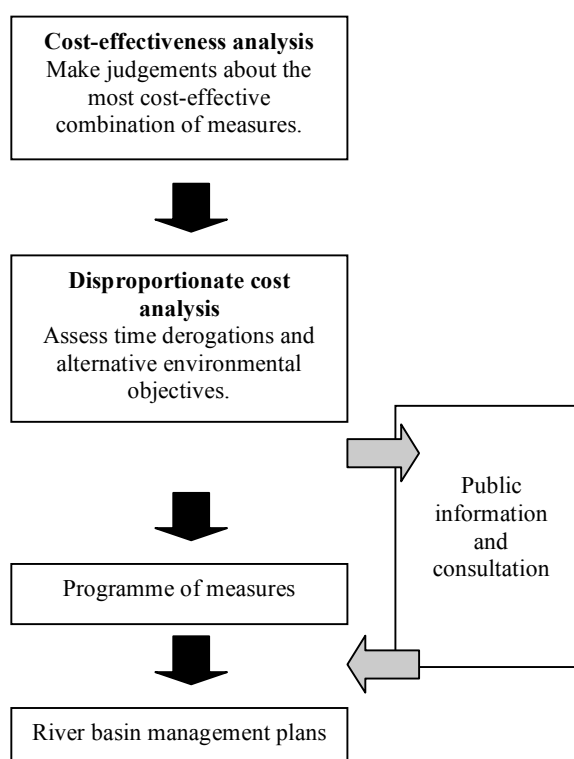 Cost-effectiveness analysis
Make judgements about the
most cost-effective
combination of measures.
Disproportionate cost
analysis
Assess time derogations and
alternative environmental
objectives.
Public
information
and
consultation
Programme of measures
River basin management plans